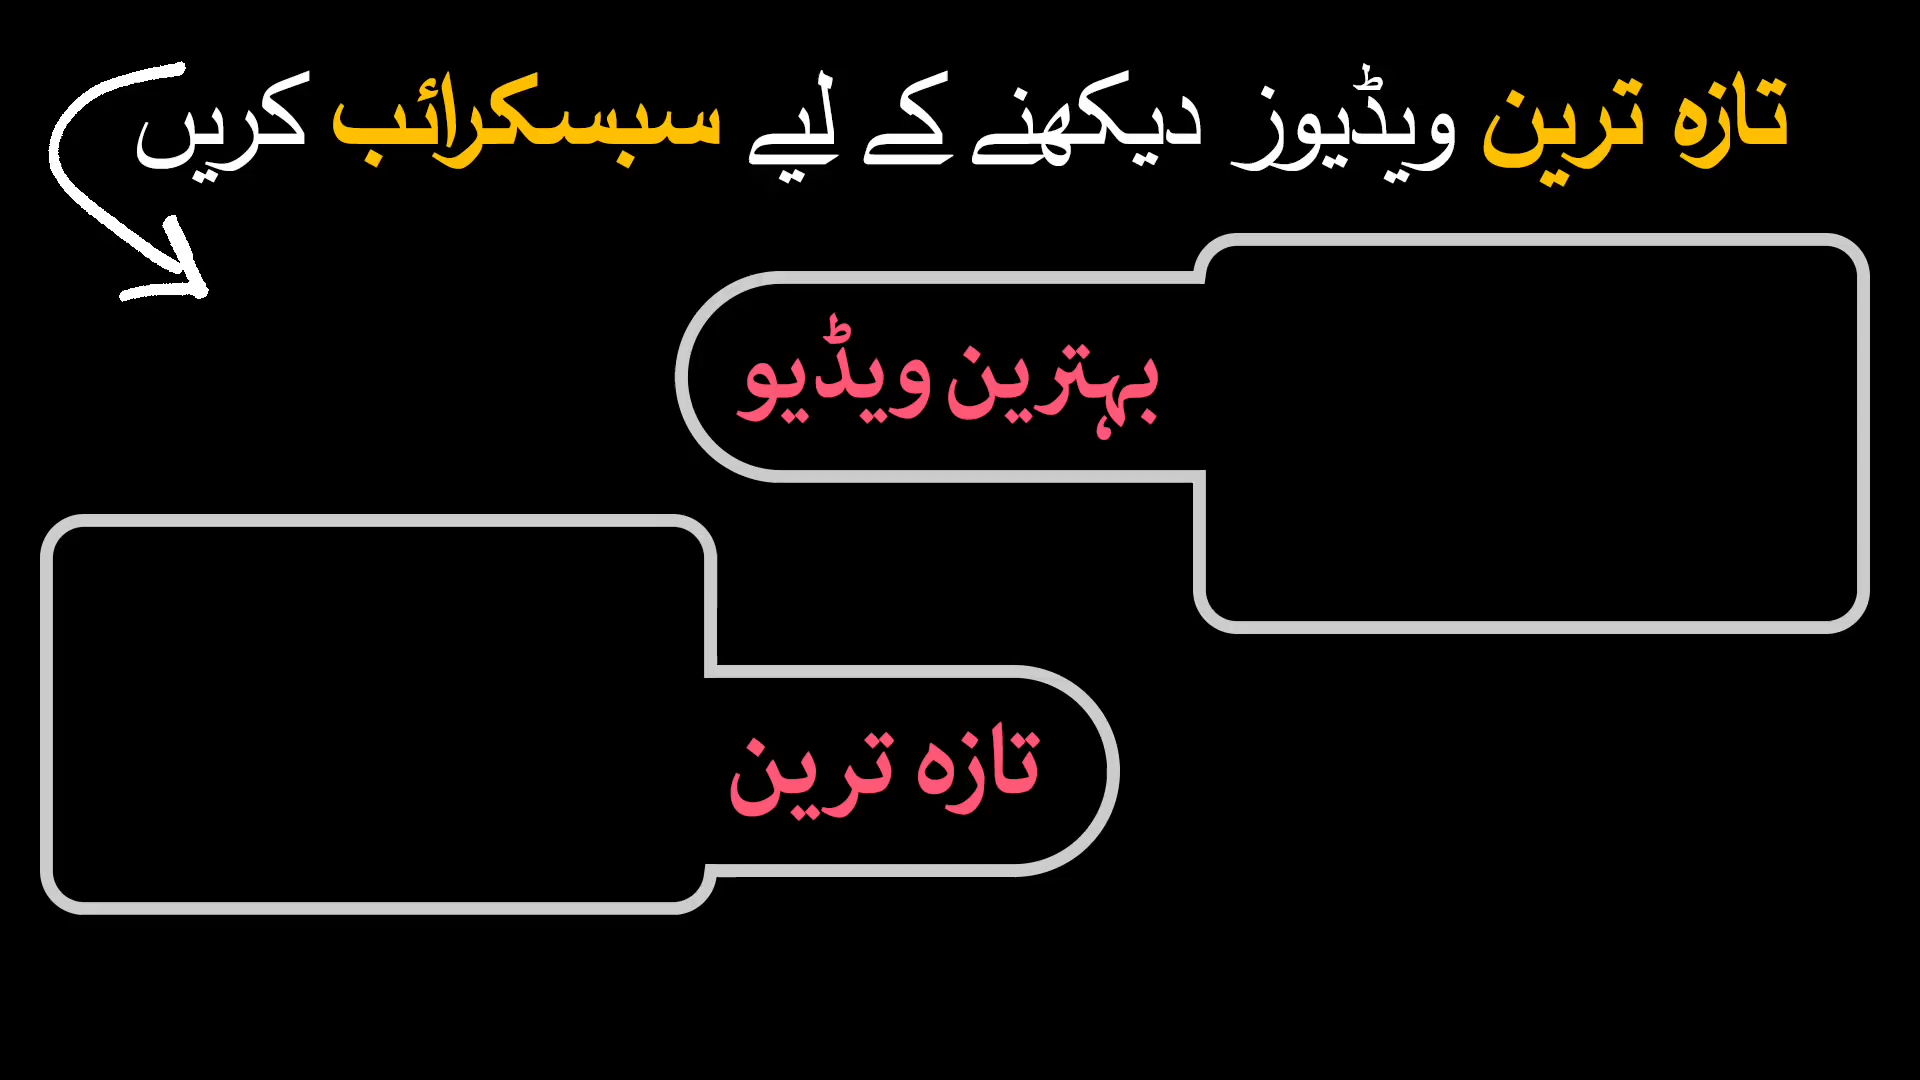 تازہ ترین ویڈیوز دیکھنے کے لیے سبسکرائب کریں
بہترین ویڈیو
تازہ ترین